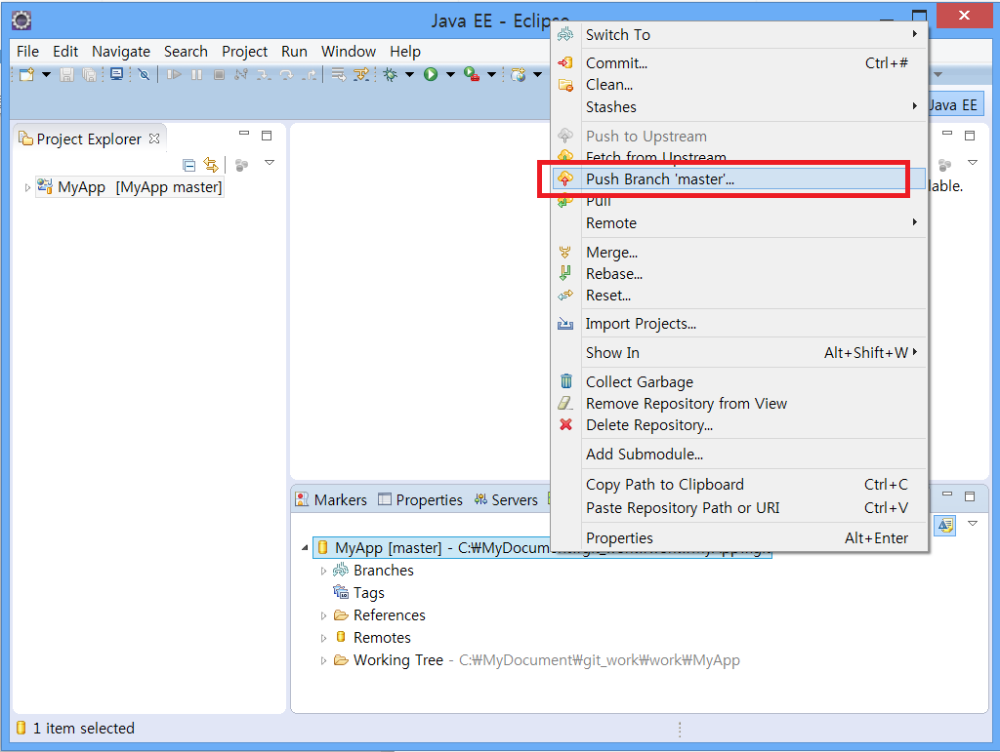 Java EE - Eclipse
File Edit Navigate Search Project Run Window Help
Java EE
Project Explorer
MyApp [MyApp master]
lable.
Switch To
Commit... Ctrl+#
Clean...
Stashes
Push to Upstream
Fetch from Upstream
Push Branch 'master'...
Pull
Remote
Merge...
Rebase...
Reset...
Import Projects...
Show In Alt+Shift+W
Collect Garbage
Remove Repository from View
Delete Repository...
Add Submodule...
Copy Path to Clipboard Ctrl+C
Paste Repository Path or URI Ctrl+V
Properties Alt+Enter
Markers Properties Servers
MyApp [master] - C:₩MyDocument
Branches
Tags
References
Remotes
Working Tree - C:₩MyDocument₩git_work₩work₩MyApp
1 item selected